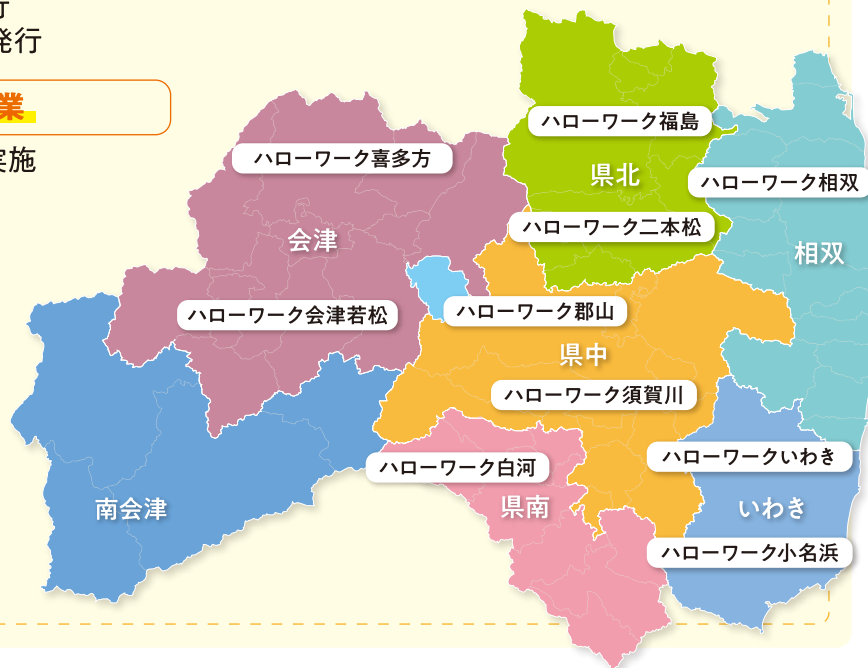 発行
業
実施
ハローワーク福島
ハローワーク喜多方
県北
ハローワーク相双
ハローワーク二本松
会津
相双
ハローワーク会津若松
ハローワーク郡山
県中
ハローワーク須賀川
ハローワークいわき
ハローワーク白河
県南
いわき
南会津
ハローワーク小名浜